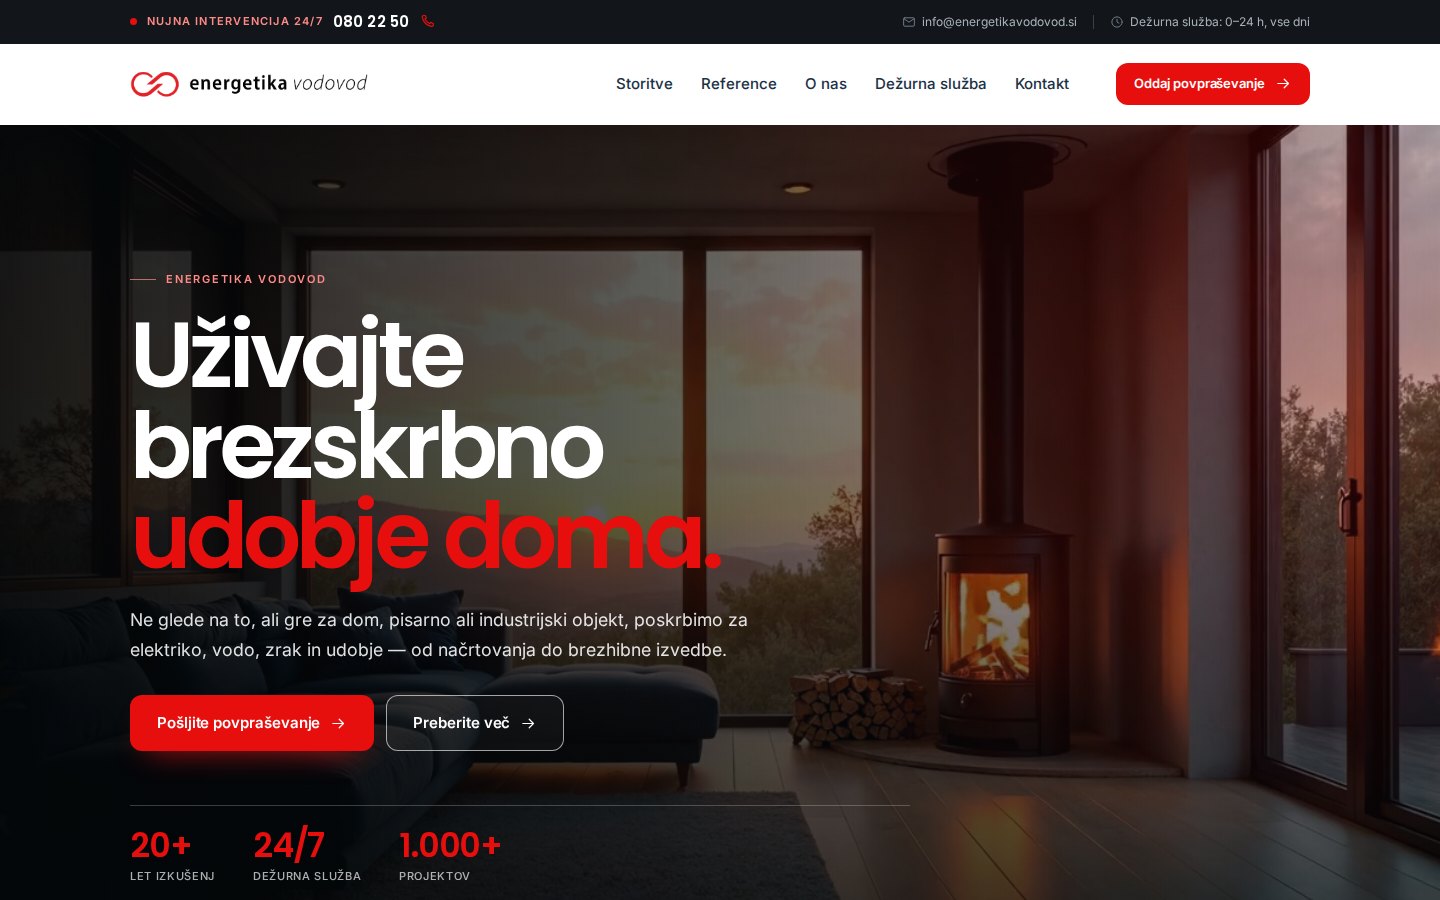 NUJNA INTERVENCIJA 24/7 080 22 50
info@energetikavodovod.si
Dežurna služba: 0–24 h, vse dni
energetika vodovod
Storitve
Reference
O nas
Dežurna služba
Kontakt
Oddaj povpraševanje
ENERGETIKA VODOVOD
Uživajte
brezskrbno
udobje doma.
Ne glede na to, ali gre za dom, pisarno ali industrijski objekt, poskrbimo za
elektriko, vodo, zrak in udobje — od načrtovanja do brezhibne izvedbe.
Pošljite povpraševanje
Preberite več
20+
LET IZKUŠENJ
24/7
DEŽURNA SLUŽBA
1.000+
PROJEKTOV